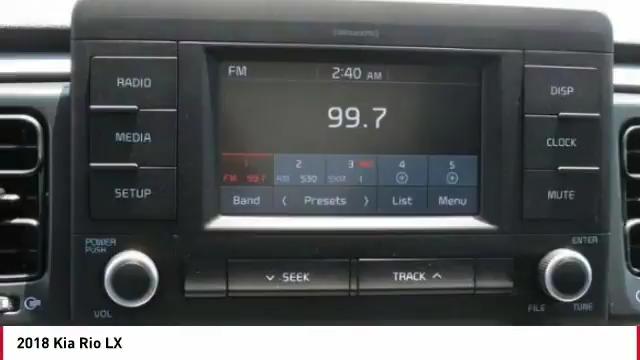 SIRIUSXM
RADIO
MEDIA
SETUP
FM 2:40 AM
99.7
1 2 3 4 5
FM 99.7 AM 530 SXM 1
Band < Presets > List Menu
DISP
CLOCK
MUTE
POWER
PUSH
VOL
SEEK
TRACK
ENTER
FILE TUNE
2018 Kia Rio LX